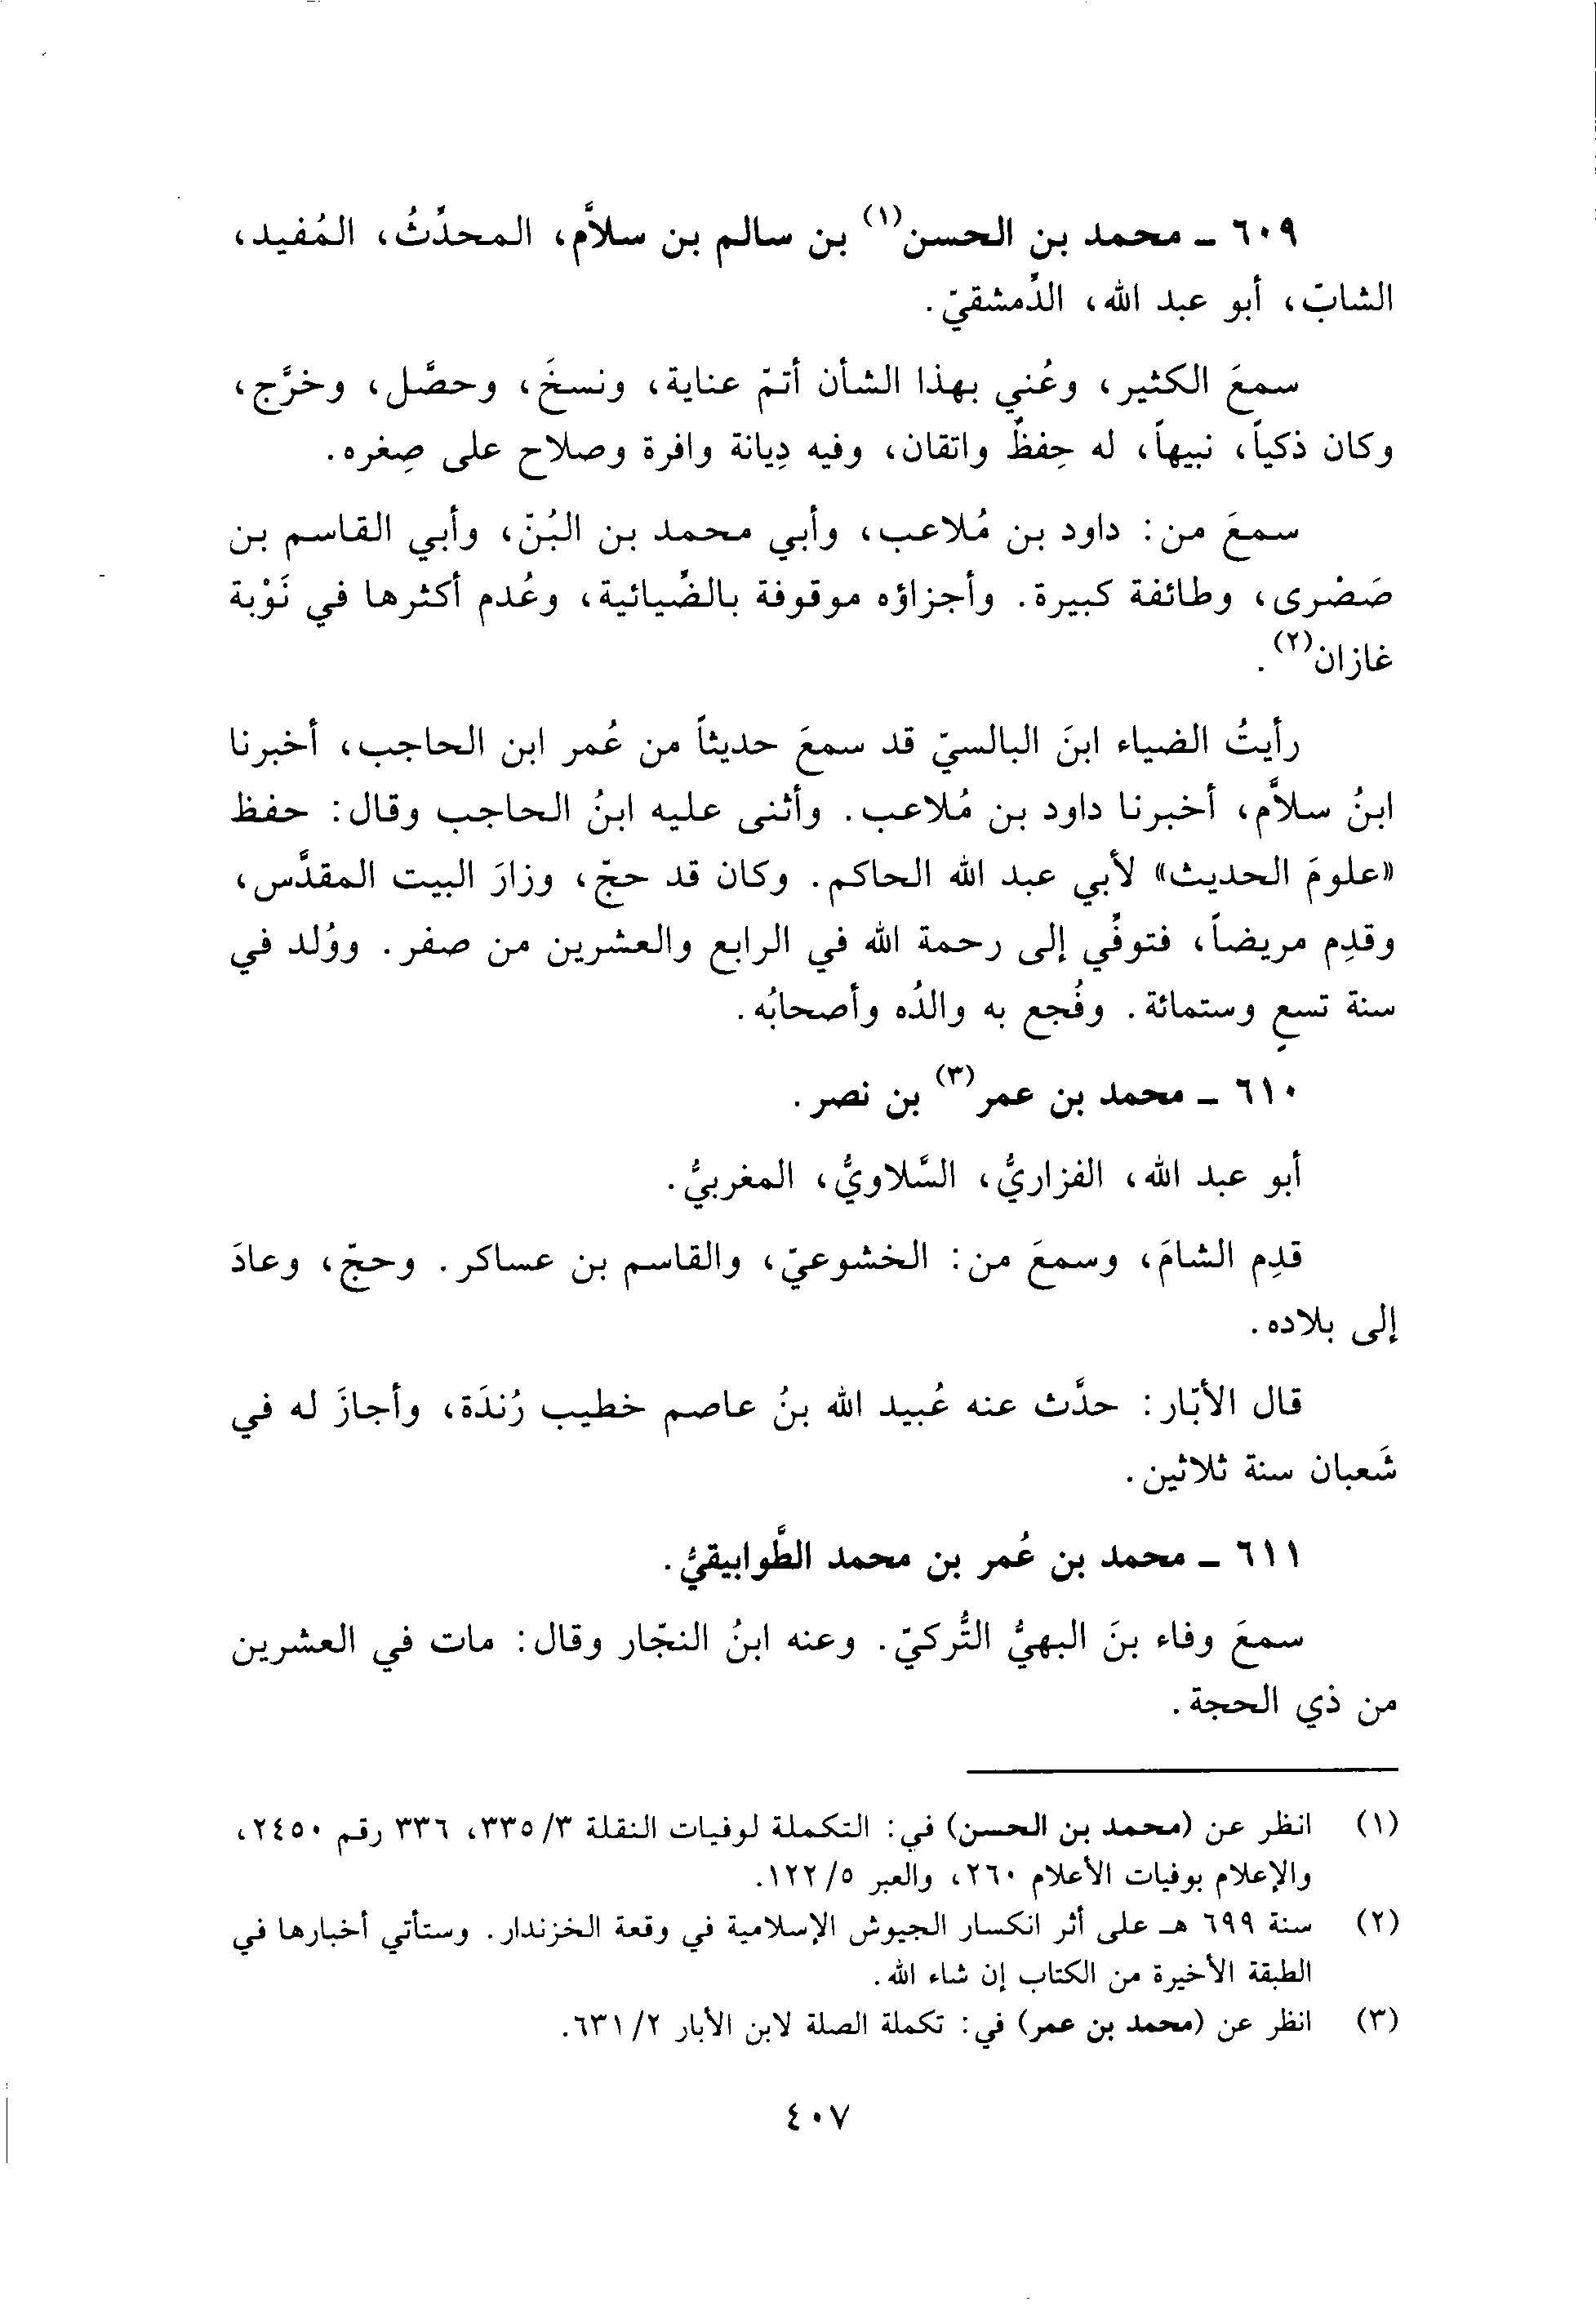 ٦٠٩ ـ محمد بن الحسن(١) بن سالم بن سلاَّم، المحدِّثُ، المُفيد،
الشابّ، أبو عبد الله، الدِّمشقيّ.
سمعَ الكثير، وعُني بهذا الشأن أتمّ عناية، ونسخَ، وحصَّل، وخرَّج،
وكان ذكياً، نبيهاً، له حِفظٌ واتقان، وفيه دِيانة وافرة وصلاح على صِغره.
سمعَ من: داود بن مُلاعب، وأبي محمد بن البُنّ، وأبي القاسم بن
صَصْرى، وطائفة كبيرة. وأجزاؤه موقوفة بالضِّيائية، وعُدم أكثرها في نَوْبة
غازان(٢).
رأيتُ الضياء ابنَ البالسيّ قد سمعَ حديثاً من عُمر ابن الحاجب، أخبرنا
ابنُ سلاَّم، أخبرنا داود بن مُلاعب. وأثنى عليه ابنُ الحاجب وقال: حفظ
«علومَ الحديث» لأبي عبد الله الحاكم. وكان قد حجّ، وزارَ البيت المقدَّس،
وقدِم مريضاً، فتوفِّي إلى رحمة الله في الرابع والعشرين من صفر. ووُلد في
سنة تسعٍ وستمائة. وفُجع به والدُه وأصحابُه.
٦١٠ ـ محمد بن عمر(٣) بن نصر.
أبو عبد الله، الفزاريُّ، السَّلاويُّ، المغربيُّ.
قدِم الشامَ، وسمعَ من: الخشوعيّ، والقاسم بن عساكر. وحجّ، وعادَ
إلى بلاده.
قال الأبّار: حدَّث عنه عُبيد الله بنُ عاصم خطيب رُندَة، وأجازَ له في
شَعبان سنة ثلاثين.
٦١١ ـ محمد بن عُمر بن محمد الطَّوابيقيُّ.
سمعَ وفاء بنَ البهيُّ التُّركيّ. وعنه ابنُ النجّار وقال: مات في العشرين
من ذي الحجة.
(١) انظر عن (محمد بن الحسن) في: التكملة لوفيات النقلة ٣/ ٣٣٥، ٣٣٦ رقم ٢٤٥٠،
والإعلام بوفيات الأعلام ٢٦٠، والعبر ٥/ ١٢٢.
(٢) سنة ٦٩٩ هـ على أثر انكسار الجيوش الإسلامية في وقعة الخزندار. وستأتي أخبارها في
الطبقة الأخيرة من الكتاب إن شاء الله.
(٣) انظر عن (محمد بن عمر) في: تكملة الصلة لابن الأبار ٢/ ٦٣١.
٤٠٧